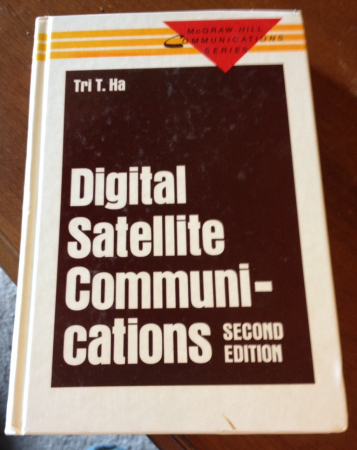 McGRAW-HILL
COMMUNICATIONS
SERIES
Tri T. Ha
Digital
Satellite
Communi-
cations
SECOND
EDITION